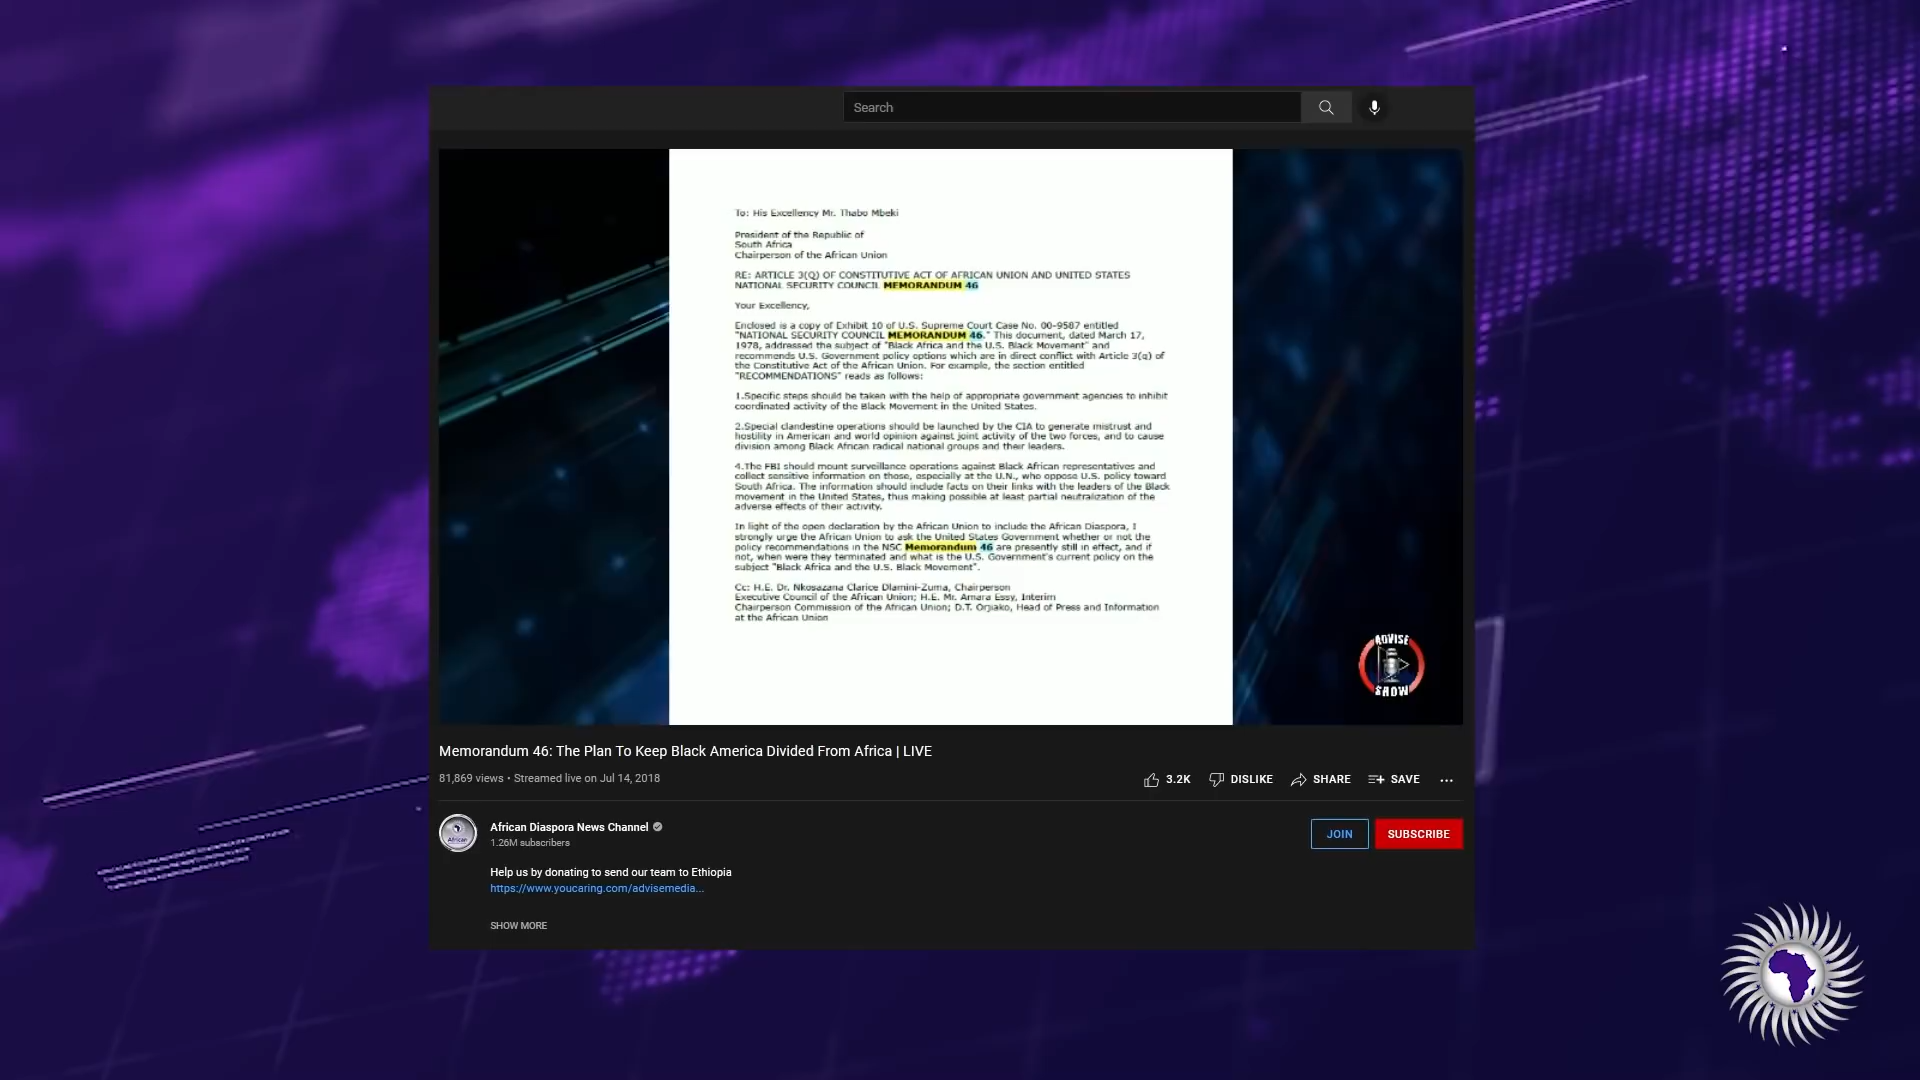 Search
To: His Excellency Mr. Thabo Mbeki
President of the Republic of
South Africa
Chairperson of the African Union
RE: ARTICLE 3(Q) OF CONSTITUTIVE ACT OF AFRICAN UNION AND UNITED STATES
NATIONAL SECURITY COUNCIL MEMORANDUM 46
Your Excellency,
Enclosed is a copy of Exhibit 10 of U.S. Supreme Court Case No. 00-9587 entitled
"NATIONAL SECURITY COUNCIL MEMORANDUM 46." This document, dated March 17,
1978, addressed the subject of "Black Africa and the U.S. Black Movement" and
recommends U.S. Government policy options which are in direct conflict with Article 3(q) of
the Constitutive Act of the African Union. For example, the section entitled
"RECOMMENDATIONS" reads as follows:
1.Specific steps should be taken with the help of appropriate government agencies to inhibit
coordinated activity of the Black Movement in the United States.
2.Special clandestine operations should be launched by the CIA to generate mistrust and
hostility in American and world opinion against joint activity of the two forces, and to cause
division among Black African radical national groups and their leaders.
4.The FBI should mount surveillance operations against Black African representatives and
collect sensitive information on those, especially at the U.N., who oppose U.S. policy toward
South Africa. The information should include facts on their links with the leaders of the Black
movement in the United States, thus making possible at least partial neutralization of the
adverse effects of their activity.
In light of the open declaration by the African Union to include the African Diaspora, I
strongly urge the African Union to ask the United States Government whether or not the
policy recommendations in the NSC Memorandum 46 are presently still in effect, and if
not, when were they terminated and what is the U.S. Government's current policy on the
subject "Black Africa and the U.S. Black Movement".
Cc: H.E. Dr. Nkosazana Clarice Dlamini-Zuma, Chairperson
Executive Council of the African Union; H.E. Mr. Amara Essy, Interim
Chairperson Commission of the African Union; D.T. Orjiako, Head of Press and Information
at the African Union
ADVISE
SHOW
Memorandum 46: The Plan To Keep Black America Divided From Africa | LIVE
81,869 views • Streamed live on Jul 14, 2018
3.2K DISLIKE SHARE SAVE ...
African Diaspora News Channel
1.26M subscribers
JOIN SUBSCRIBE
Help us by donating to send our team to Ethiopia
https://www.youcaring.com/advisemedia...
SHOW MORE